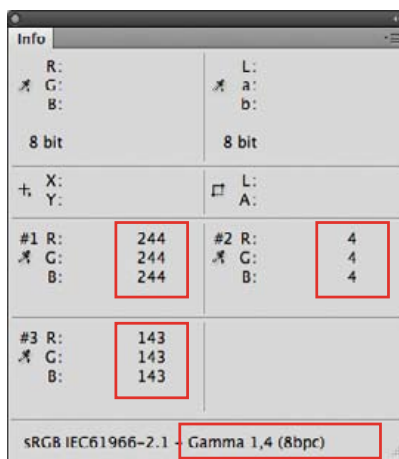 Info
R: L:
G: a:
B: b:
8 bit 8 bit
X: L:
Y: A:
#1 R: 244 #2 R: 4
G: 244 G: 4
B: 244 B: 4
#3 R: 143
G: 143
B: 143
sRGB IEC61966-2.1 - Gamma 1,4 (8bpc)